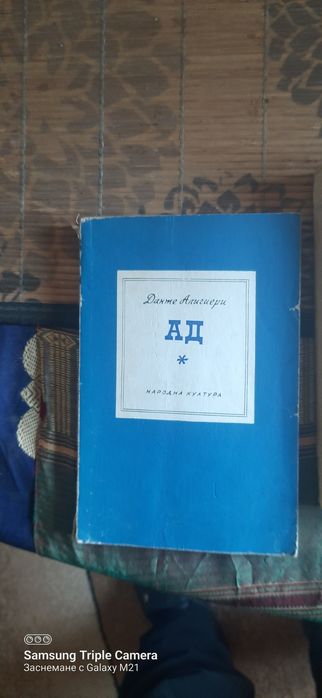 Данте Алигиери
АД
*
НАРОДНА КУЛТУРА
Samsung Triple Camera
Заснемане с Galaxy M21